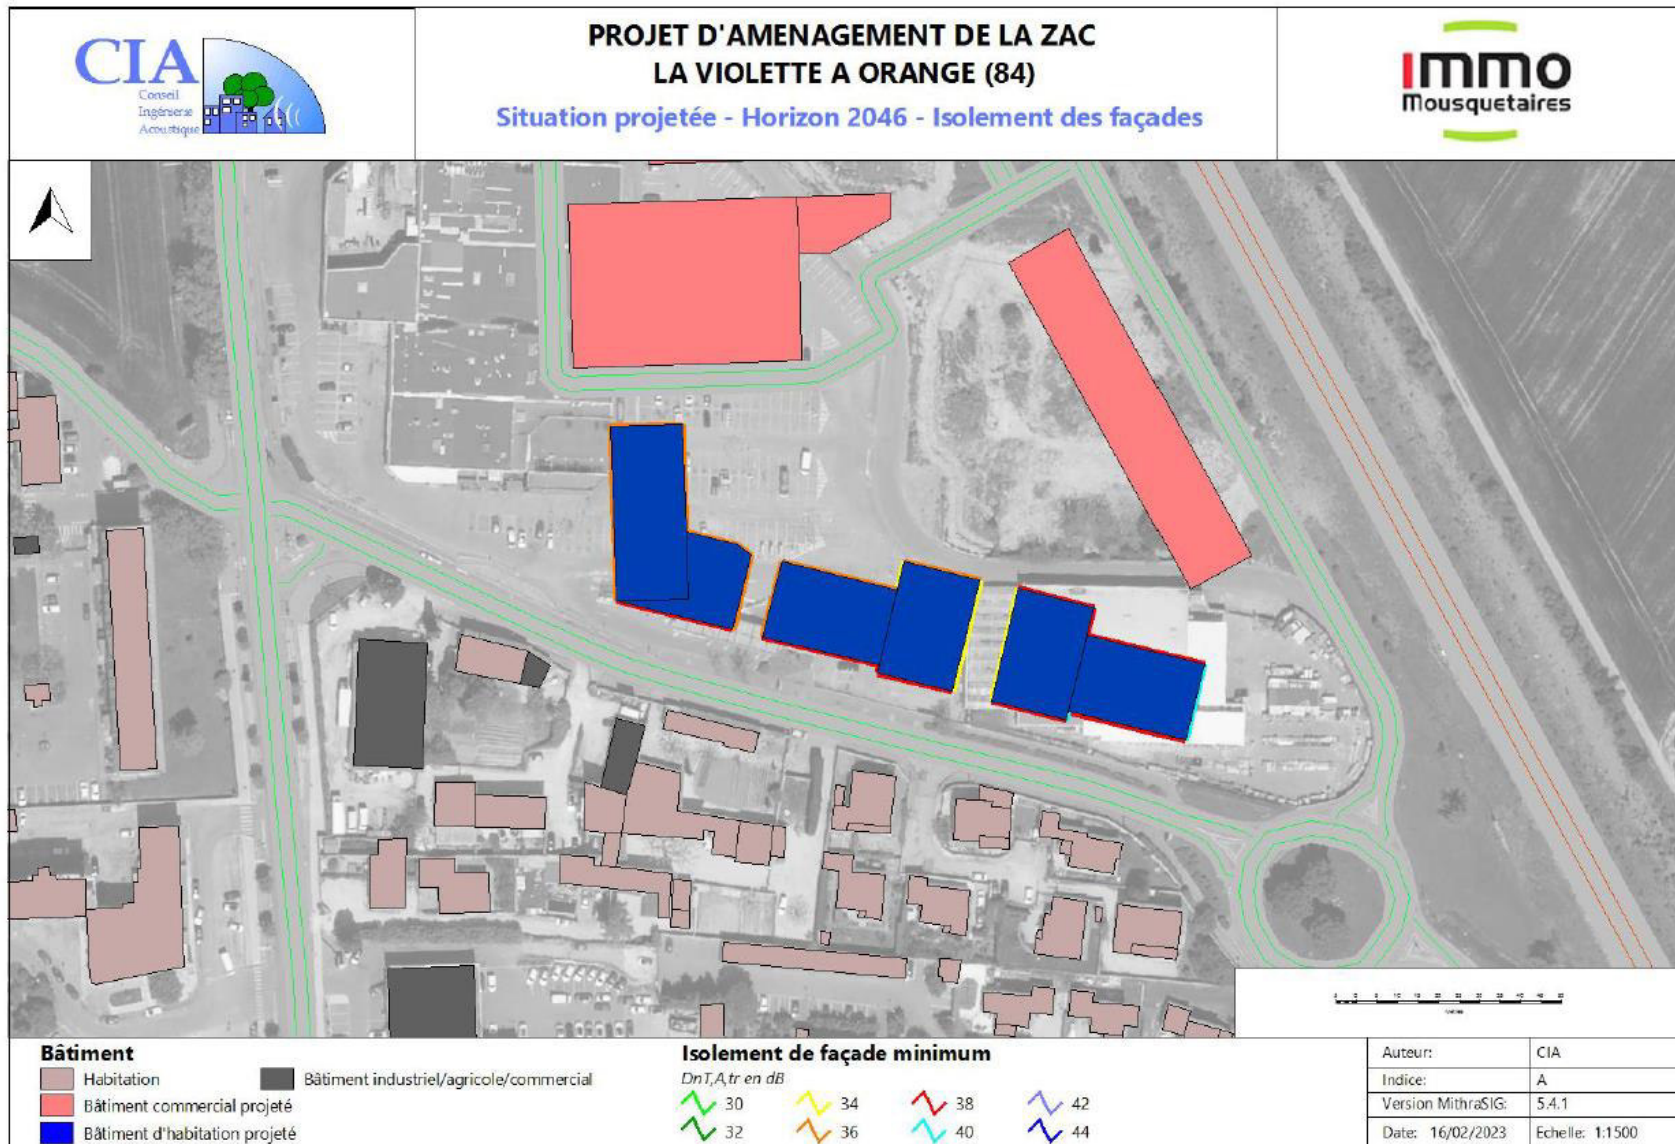 CIA
Conseil
Ingénierie
Acoustique
PROJET D'AMENAGEMENT DE LA ZAC
LA VIOLETTE A ORANGE (84)
Situation projetée - Horizon 2046 - Isolement des façades
Immo
Mousquetaires
Bâtiment
Habitation
Bâtiment industriel/agricole/commercial
Bâtiment commercial projeté
Bâtiment d'habitation projeté
Isolement de façade minimum
DnT,A,tr en dB
30 34 38 42
32 36 40 44
Auteur: CIA
Indice: A
Version MithraSIG: 5.4.1
Date: 16/02/2023 Echelle: 1:1500